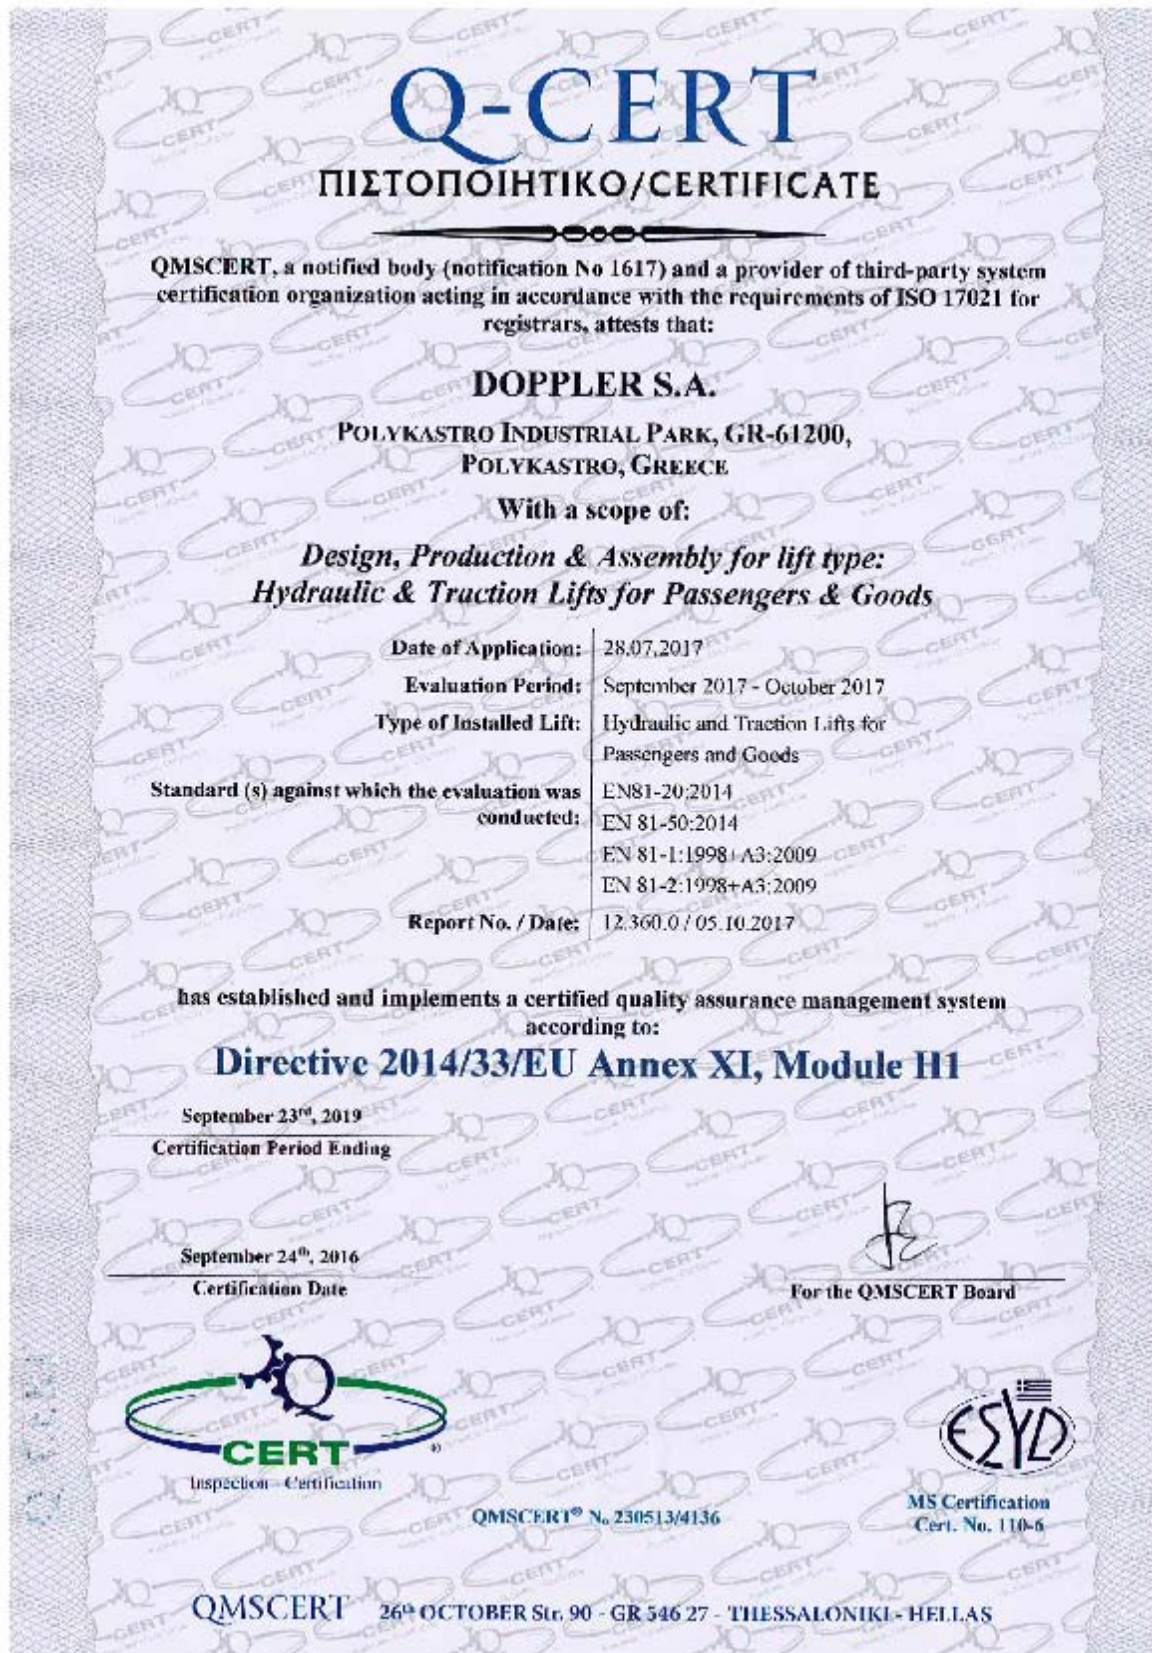 Q-CERT
ΠΙΣΤΟΠΟΙΗΤΙΚΟ/CERTIFICATE
QMSCERT, a notified body (notification No 1617) and a provider of third-party system
certification organization acting in accordance with the requirements of ISO 17021 for
registrars, attests that:
DOPPLER S.A.
POLYKASTRO INDUSTRIAL PARK, GR-61200,
POLYKASTRO, GREECE
With a scope of:
Design, Production & Assembly for lift type:
Hydraulic & Traction Lifts for Passengers & Goods
Date of Application: 28.07.2017
Evaluation Period: September 2017 - October 2017
Type of Installed Lift: Hydraulic and Traction Lifts for
Passengers and Goods
Standard (s) against which the evaluation was EN81-20:2014
conducted: EN 81-50:2014
EN 81-1:1998+A3:2009
EN 81-2:1998+A3:2009
Report No. / Date: 12.360.0 / 05.10.2017
has established and implements a certified quality assurance management system
according to:
Directive 2014/33/EU Annex XI, Module H1
September 23rd, 2019
Certification Period Ending
September 24th, 2016
Certification Date
For the QMSCERT Board
Q
CERT ®
Inspection - Certification
ESYD
MS Certification
Cert. No. 110-6
QMSCERT® No 230513/4136
QMSCERT 26th OCTOBER Str. 90 - GR 546 27 - THESSALONIKI - HELLAS